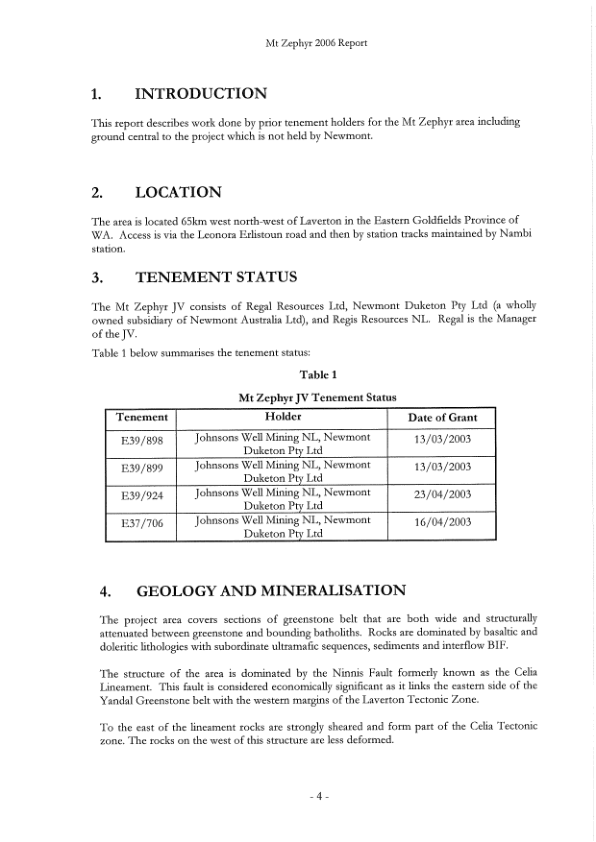 Mt Zephyr 2006 Report
1. INTRODUCTION
This report describes work done by prior tenement holders for the Mt Zephyr area including
ground central to the project which is not held by Newmont.
2. LOCATION
The area is located 65km west north-west of Laverton in the Eastern Goldfields Province of
WA. Access is via the Leonora Erlistoun road and then by station tracks maintained by Nambi
station.
3. TENEMENT STATUS
The Mt Zephyr JV consists of Regal Resources Ltd, Newmont Duketon Pty Ltd (a wholly
owned subsidiary of Newmont Australia Ltd), and Regis Resources NL. Regal is the Manager
of the JV.
Table 1 below summarises the tenement status:
Table 1
Mt Zephyr JV Tenement Status
Tenement Holder Date of Grant
E39/898 Johnsons Well Mining NL, Newmont 13/03/2003
Duketon Pty Ltd
E39/899 Johnsons Well Mining NL, Newmont 13/03/2003
Duketon Pty Ltd
E39/924 Johnsons Well Mining NL, Newmont 23/04/2003
Duketon Pty Ltd
E37/706 Johnsons Well Mining NL, Newmont 16/04/2003
Duketon Pty Ltd
4. GEOLOGY AND MINERALISATION
The project area covers sections of greenstone belt that are both wide and structurally
attenuated between greenstone and bounding batholiths. Rocks are dominated by basaltic and
doleritic lithologies with subordinate ultramafic sequences, sediments and interflow BIF.
The structure of the area is dominated by the Ninnis Fault formerly known as the Celia
Lineament. This fault is considered economically significant as it links the eastern side of the
Yandal Greenstone belt with the western margins of the Laverton Tectonic Zone.
To the east of the lineament rocks are strongly sheared and form part of the Celia Tectonic
zone. The rocks on the west of this structure are less deformed.
- 4 -